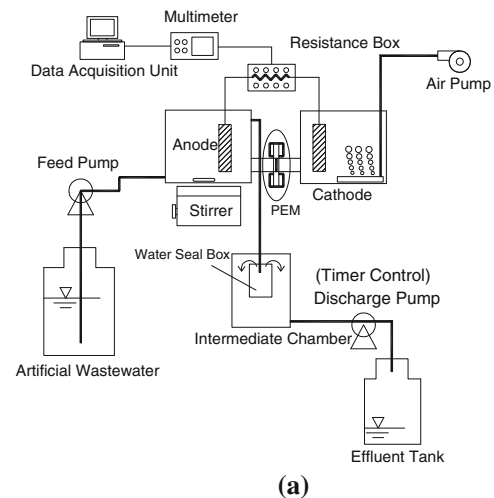 Multimeter
Data Acquisition Unit
Resistance Box
Air Pump
Anode
Feed Pump
Cathode
PEM
Stirrer
Water Seal Box
(Timer Control)
Discharge Pump
Intermediate Chamber
Artificial Wastewater
Effluent Tank
(a)